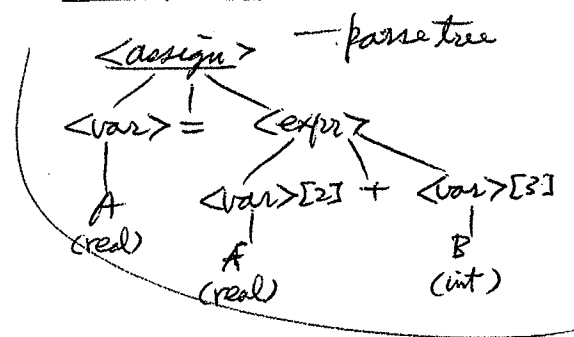 <assign> — parse tree
<var> = <expr>
A <var>[2] + <var>[3]
(real) A B
(real) (int)